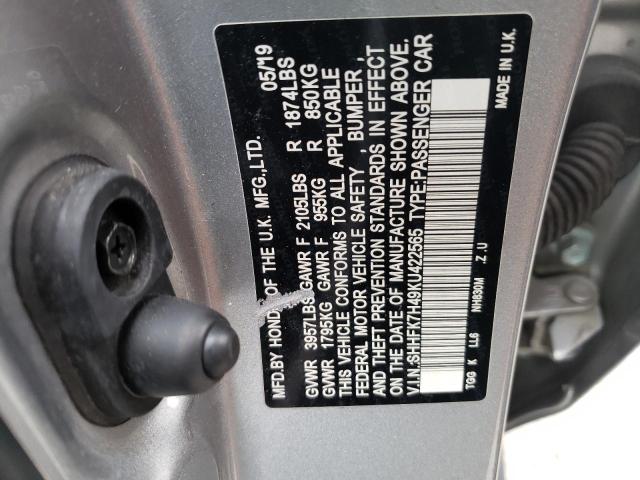 MFD.BY HONDA OF THE U.K. MFG.,LTD. 05/19
GVWR 3957LBS GAWR F 2105LBS R 1874LBS
GVWR 1795KG GAWR F 955KG R 850KG
THIS VEHICLE CONFORMS TO ALL APPLICABLE
FEDERAL MOTOR VEHICLE SAFETY, BUMPER,
AND THEFT PREVENTION STANDARDS IN EFFECT
ON THE DATE OF MANUFACTURE SHOWN ABOVE.
V.I.N.:SHHFK7H49KU422565 TYPE:PASSENGER CAR
TGG K LLG NH830M .Z .U MADE IN U.K.